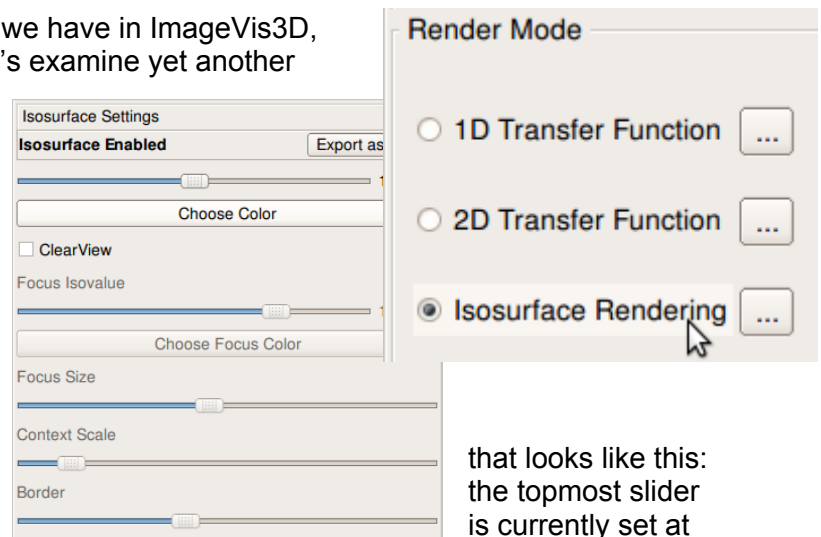 we have in ImageVis3D,
's examine yet another
Render Mode
1D Transfer Function ...
2D Transfer Function ...
Isosurface Rendering ...
Isosurface Settings
Isosurface Enabled Export as
Choose Color
ClearView
Focus Isovalue
Choose Focus Color
Focus Size
Context Scale
Border
that looks like this:
the topmost slider
is currently set at